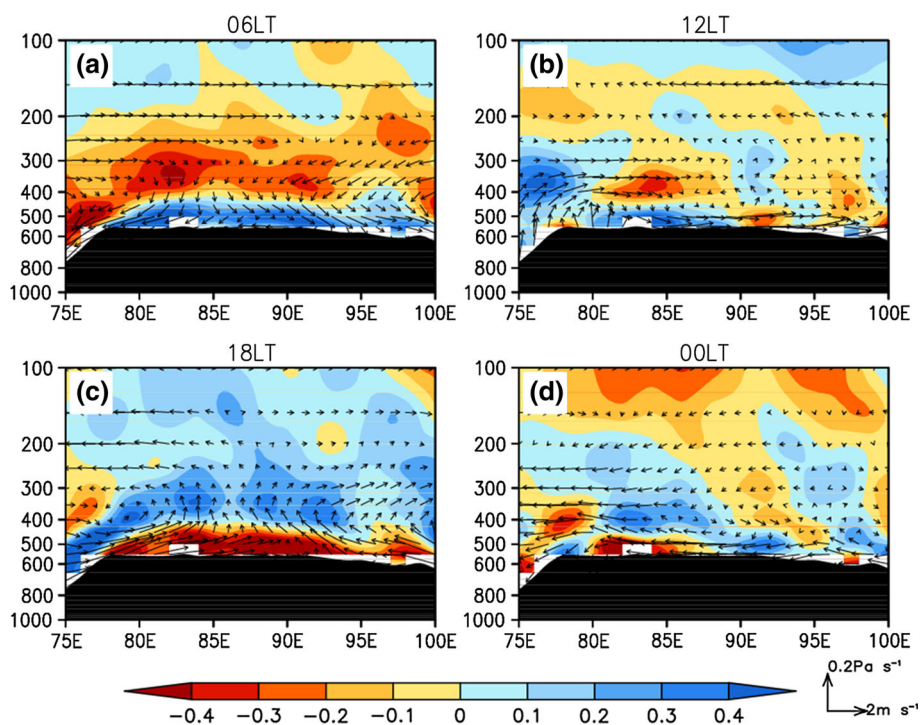 06LT 12LT
(a) (b)
100 100
200 200
300 300
400 400
500 500
600 600
800 800
1000 1000
75E 80E 85E 90E 95E 100E 75E 80E 85E 90E 95E 100E
18LT 00LT
(c) (d)
100 100
200 200
300 300
400 400
500 500
600 600
800 800
1000 1000
75E 80E 85E 90E 95E 100E 75E 80E 85E 90E 95E 100E
0.2Pa s⁻¹
2m s⁻¹
−0.4 −0.3 −0.2 −0.1 0 0.1 0.2 0.3 0.4